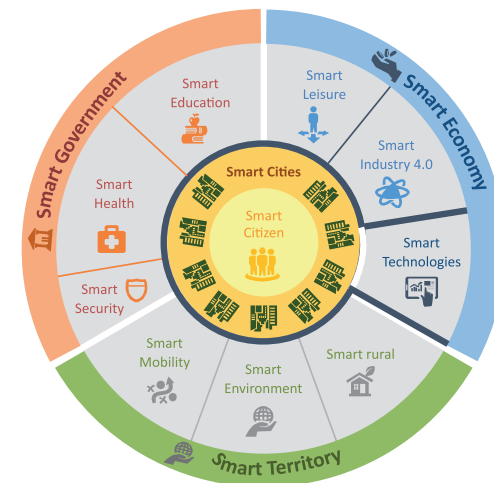 Smart Government
Smart Economy
Smart Territory
Smart
Education
Smart
Leisure
Smart
Industry 4.0
Smart
Health
Smart
Technologies
Smart
Security
Smart
Mobility
Smart
Environment
Smart rural
Smart Cities
Smart
Citizen